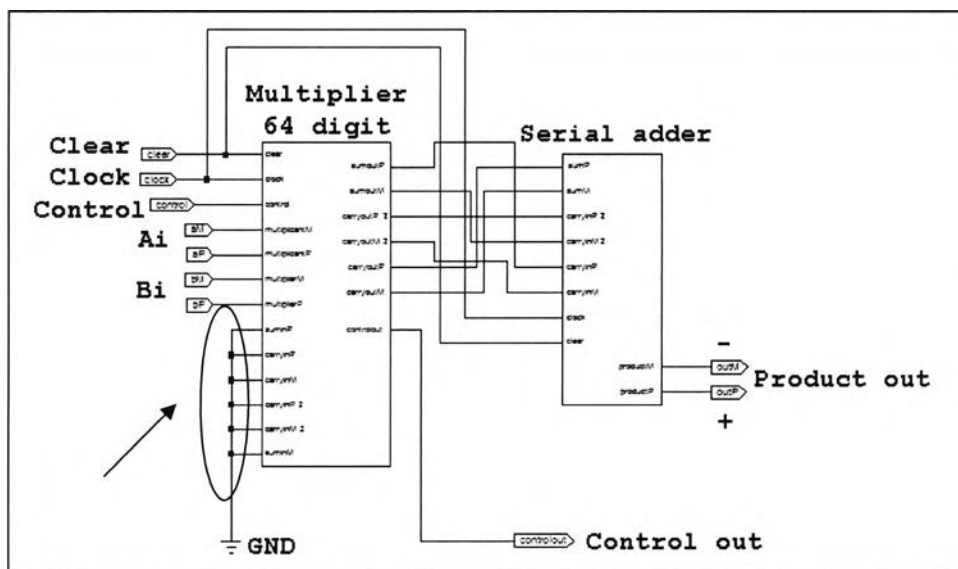 Multiplier
64 digit
Serial adder
Clear
clear
clear
Clock
clock
clock
Control
control
control
Ai
aM
multiplicantM
aP
multiplicantP
Bi
bM
multiplierM
bP
multiplierP
suminP
carryinP
carryinM
carryinP 2
carryinM 2
suminM
GND
sumoutP
sumoutM
carryoutP 2
carryoutM 2
carryoutP
carryoutM
controlout
sumP
sumM
carryinP 2
carryinM 2
carryinP
carryinM
clock
clear
productM
productP
-
outM
outP
+
Product out
controlout
Control out